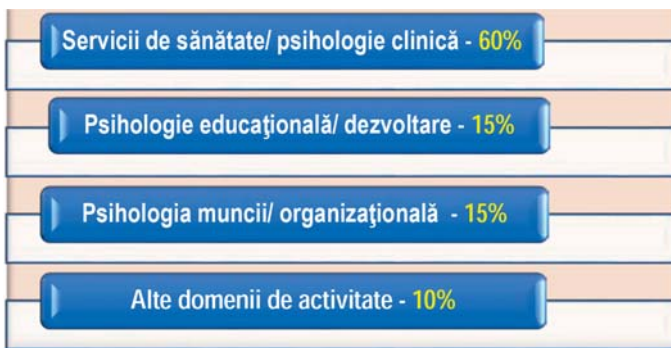 Servicii de sănătate/ psihologie clinică - 60%
Psihologie educaţională/ dezvoltare - 15%
Psihologia muncii/ organizaţională - 15%
Alte domenii de activitate - 10%